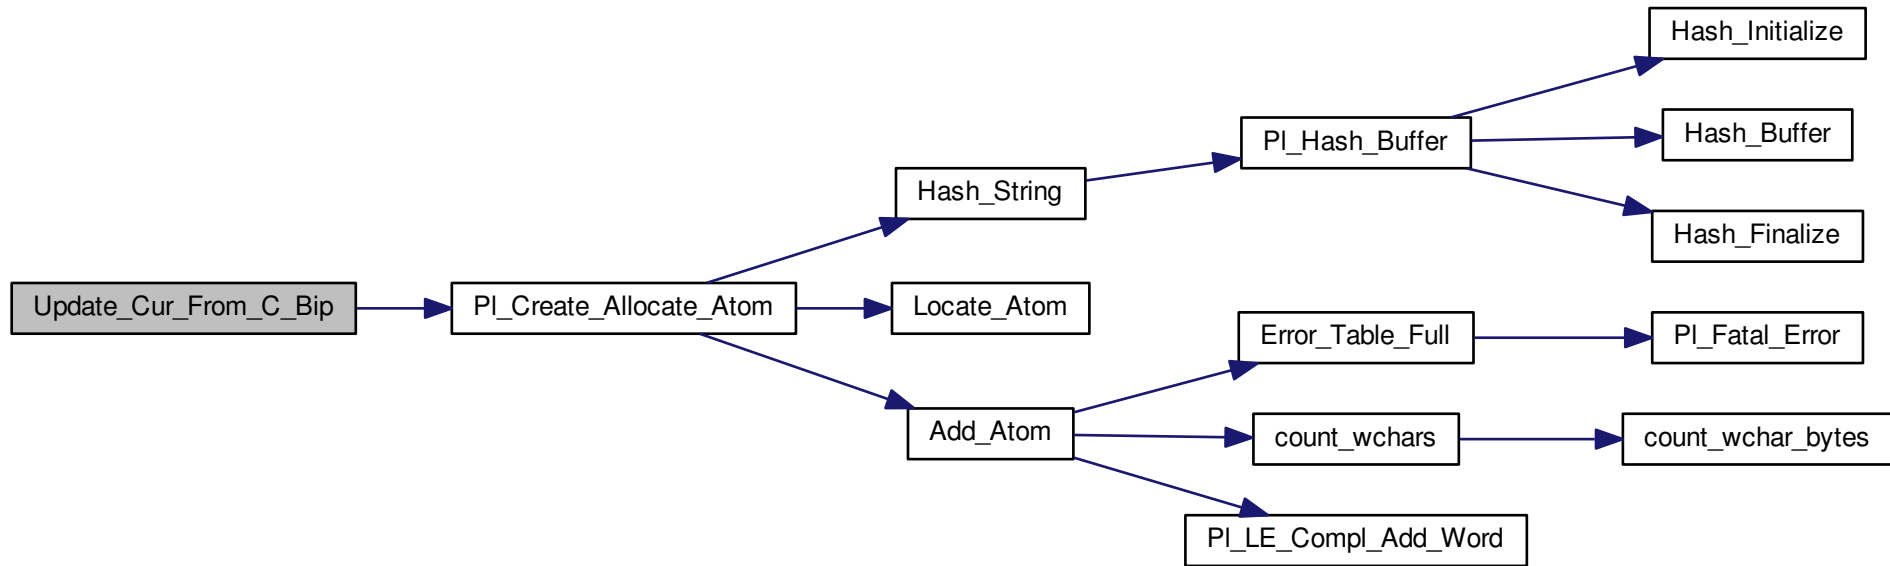 Hash_Initialize
Pl_Hash_Buffer
Hash_Buffer
Hash_String
Hash_Finalize
Update_Cur_From_C_Bip
Pl_Create_Allocate_Atom
Locate_Atom
Error_Table_Full
Pl_Fatal_Error
Add_Atom
count_wchars
count_wchar_bytes
Pl_LE_Compl_Add_Word